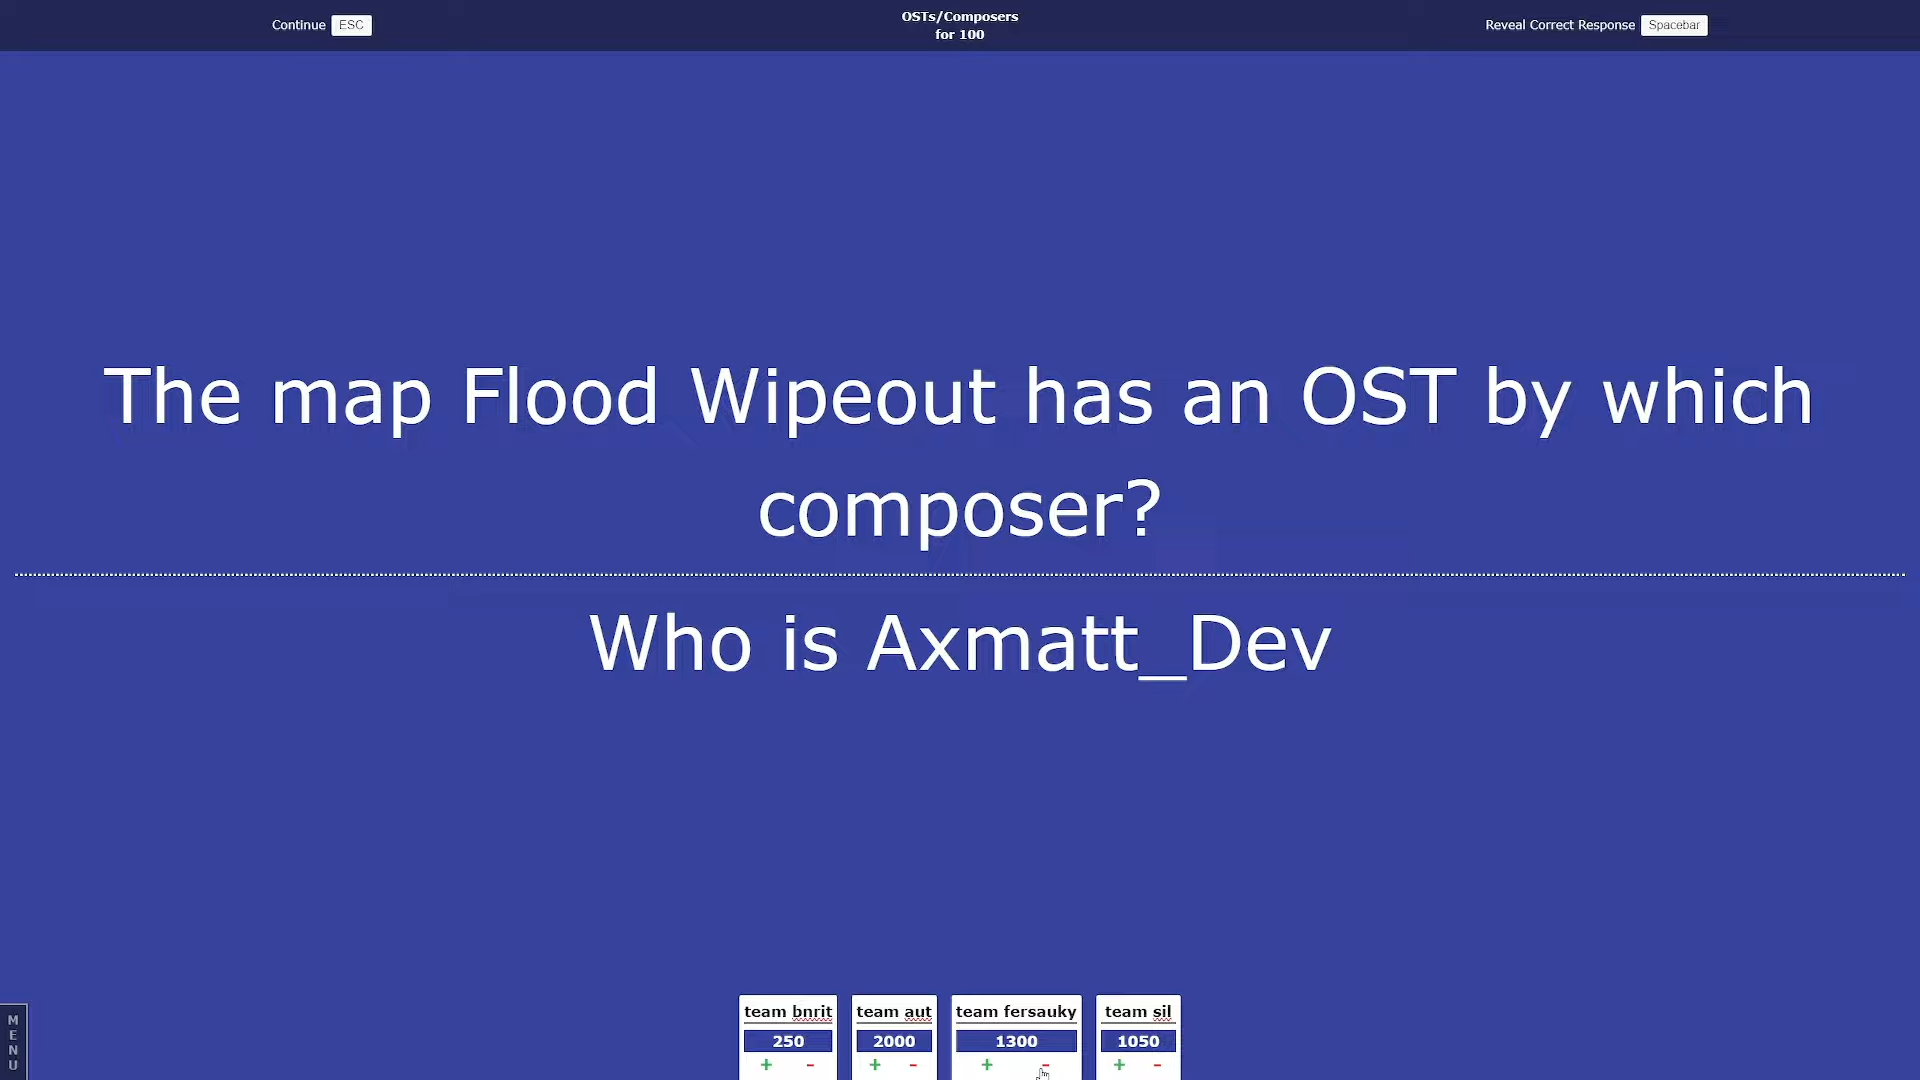 Continue ESC
OSTs/Composers
for 100
Reveal Correct Response Spacebar
The map Flood Wipeout has an OST by which
composer?
Who is Axmatt_Dev
MENU
team bnrit team aut team fersauky team sil
250 2000 1300 1050
+ - + - + - + -